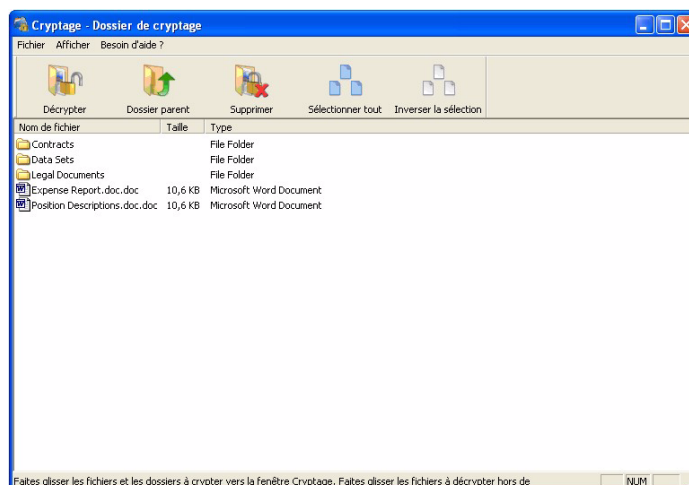 Cryptage - Dossier de cryptage
Fichier Afficher Besoin d'aide ?
Décrypter Dossier parent Supprimer Sélectionner tout Inverser la sélection
Nom de fichier Taille Type
Contracts File Folder
Data Sets File Folder
Legal Documents File Folder
Expense Report.doc.doc 10,6 KB Microsoft Word Document
Position Descriptions.doc.doc 10,6 KB Microsoft Word Document
Faites glisser les fichiers et les dossiers à crypter vers la fenêtre Cryptage. Faites glisser les fichiers à décrypter hors de NUM